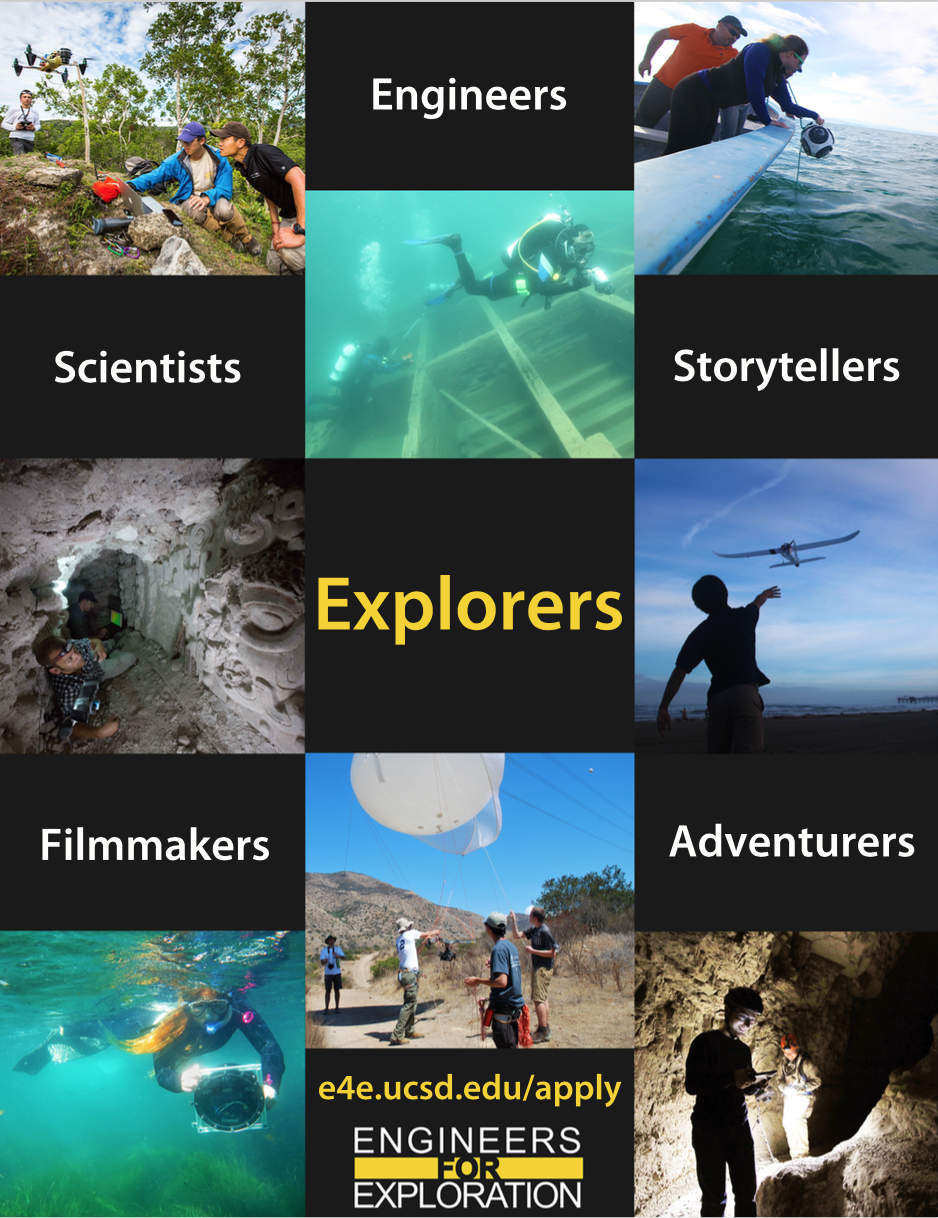 Engineers
Scientists
Storytellers
Explorers
Filmmakers
Adventurers
e4e.ucsd.edu/apply
ENGINEERS
FOR
EXPLORATION